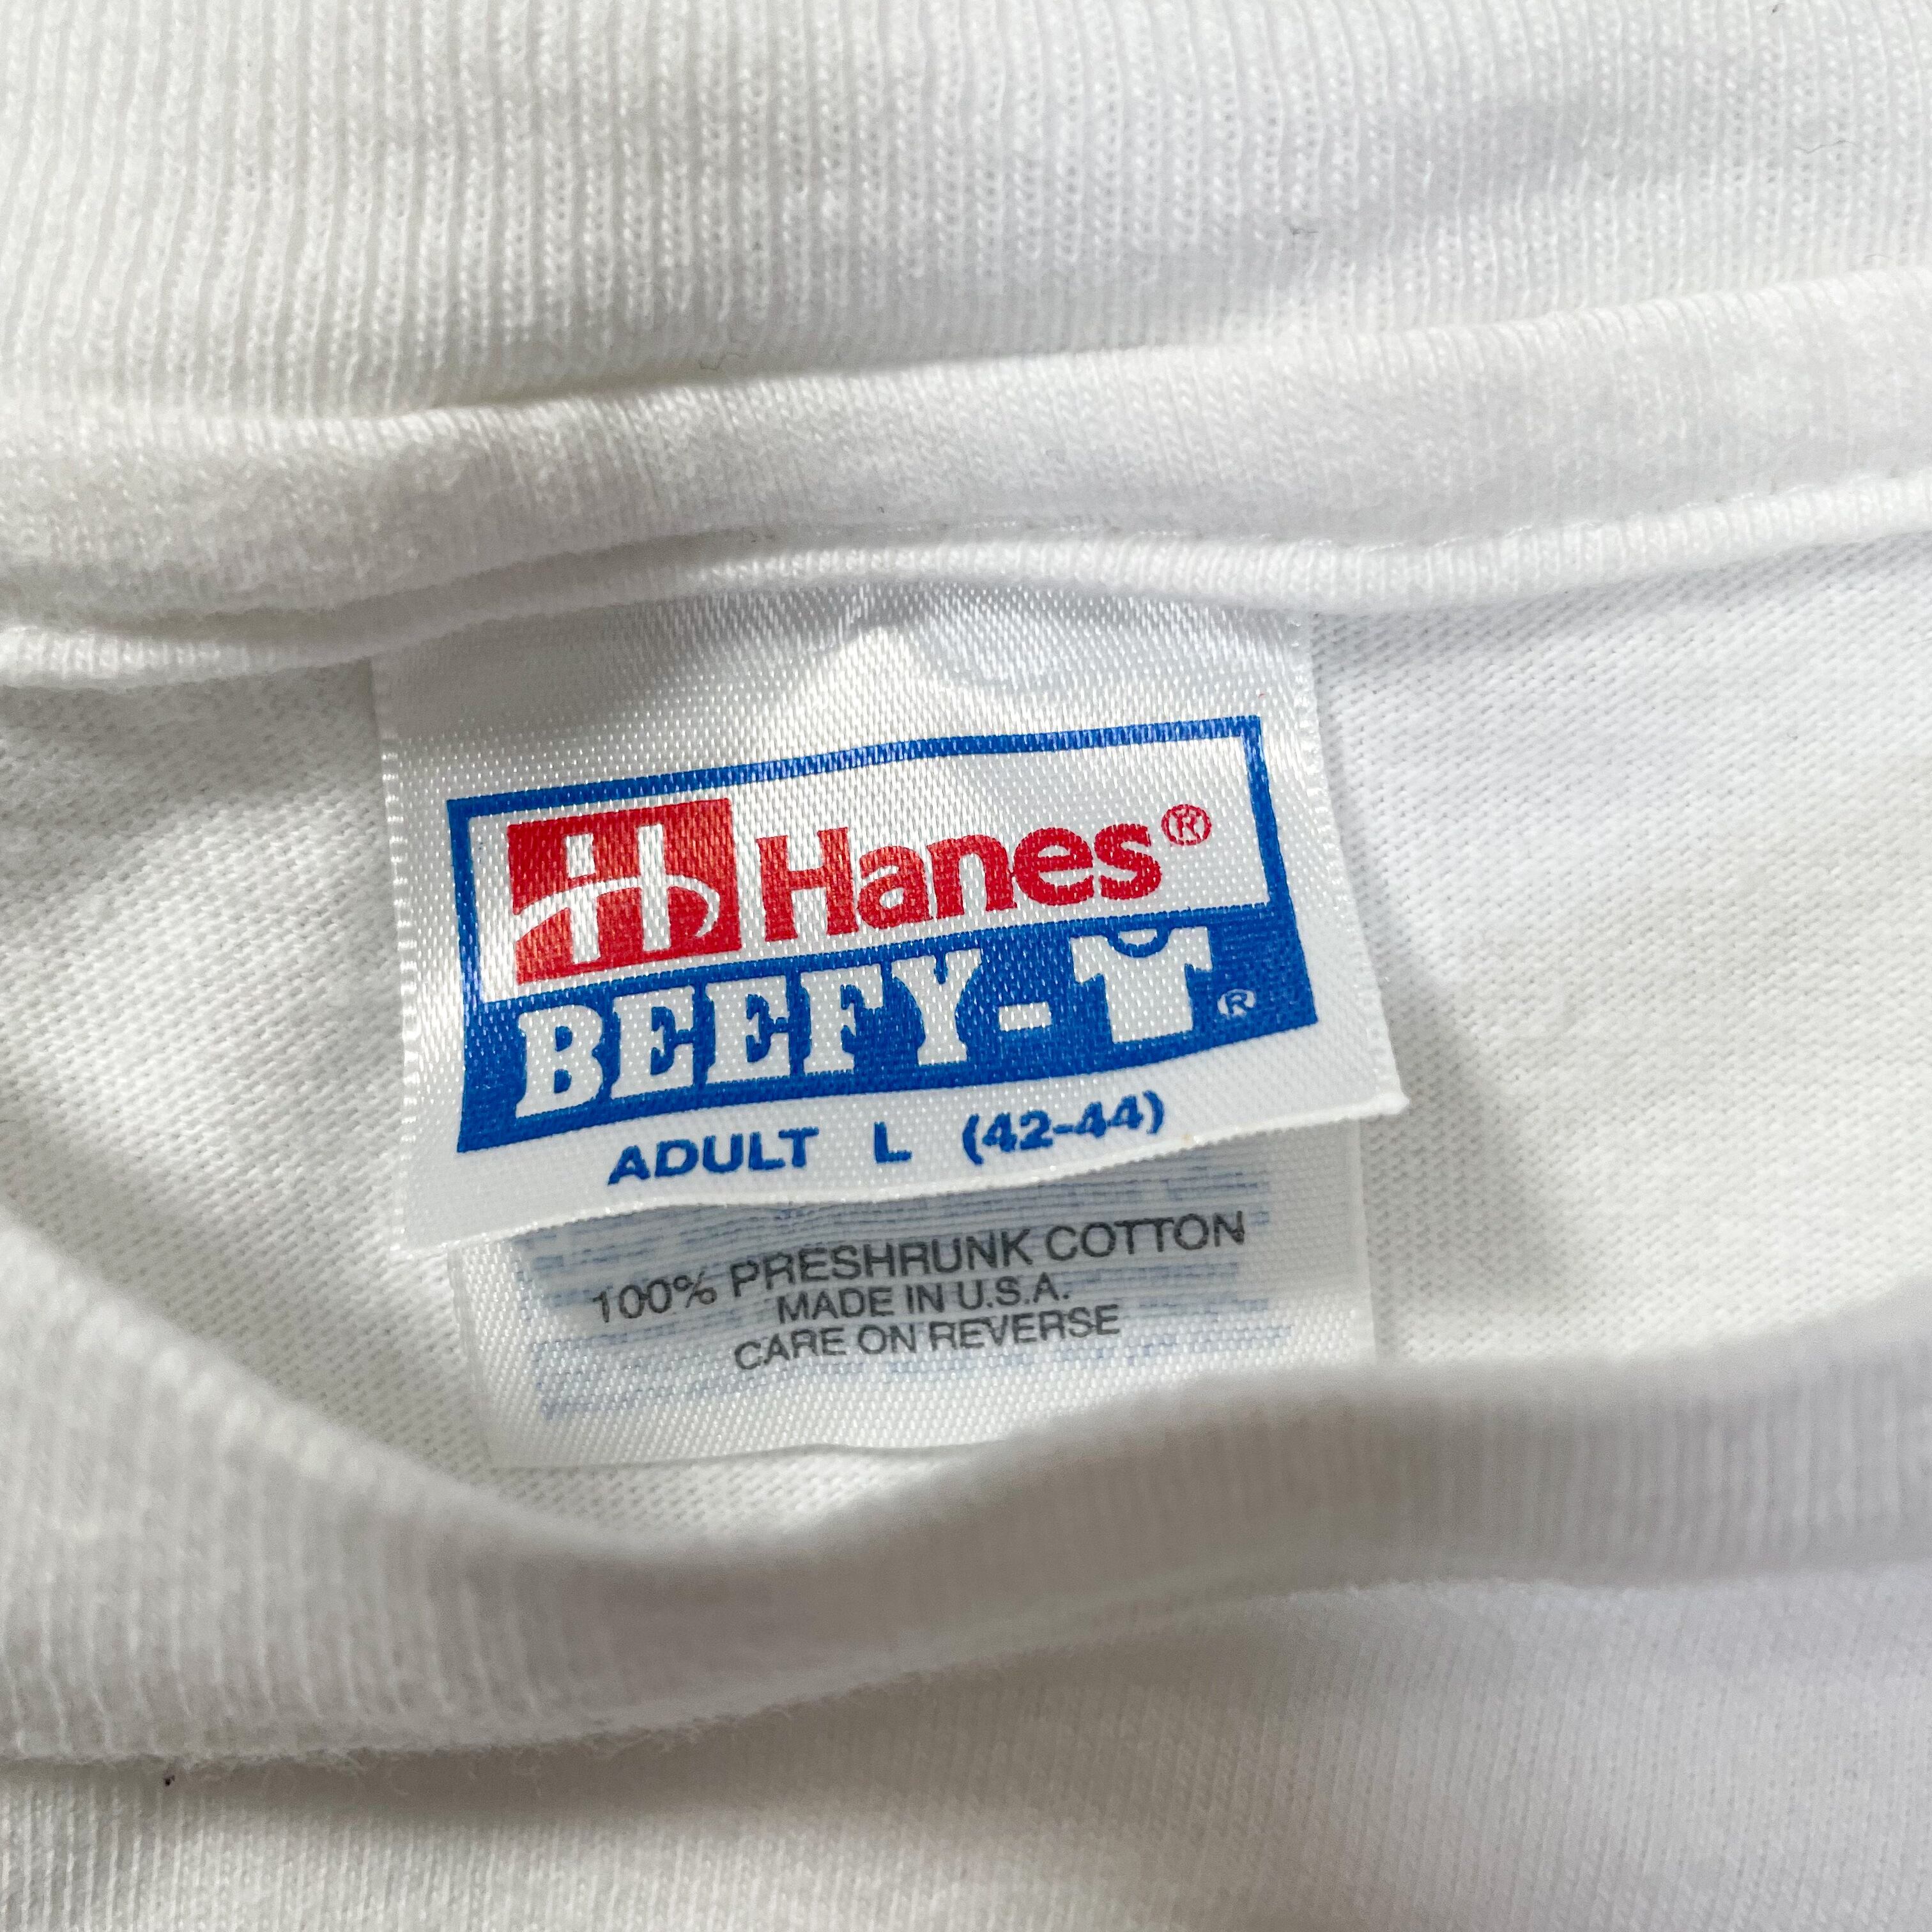 H Hanes®
BEEFY-T®
ADULT L (42-44)
100% PRESHRUNK COTTON
MADE IN U.S.A.
CARE ON REVERSE